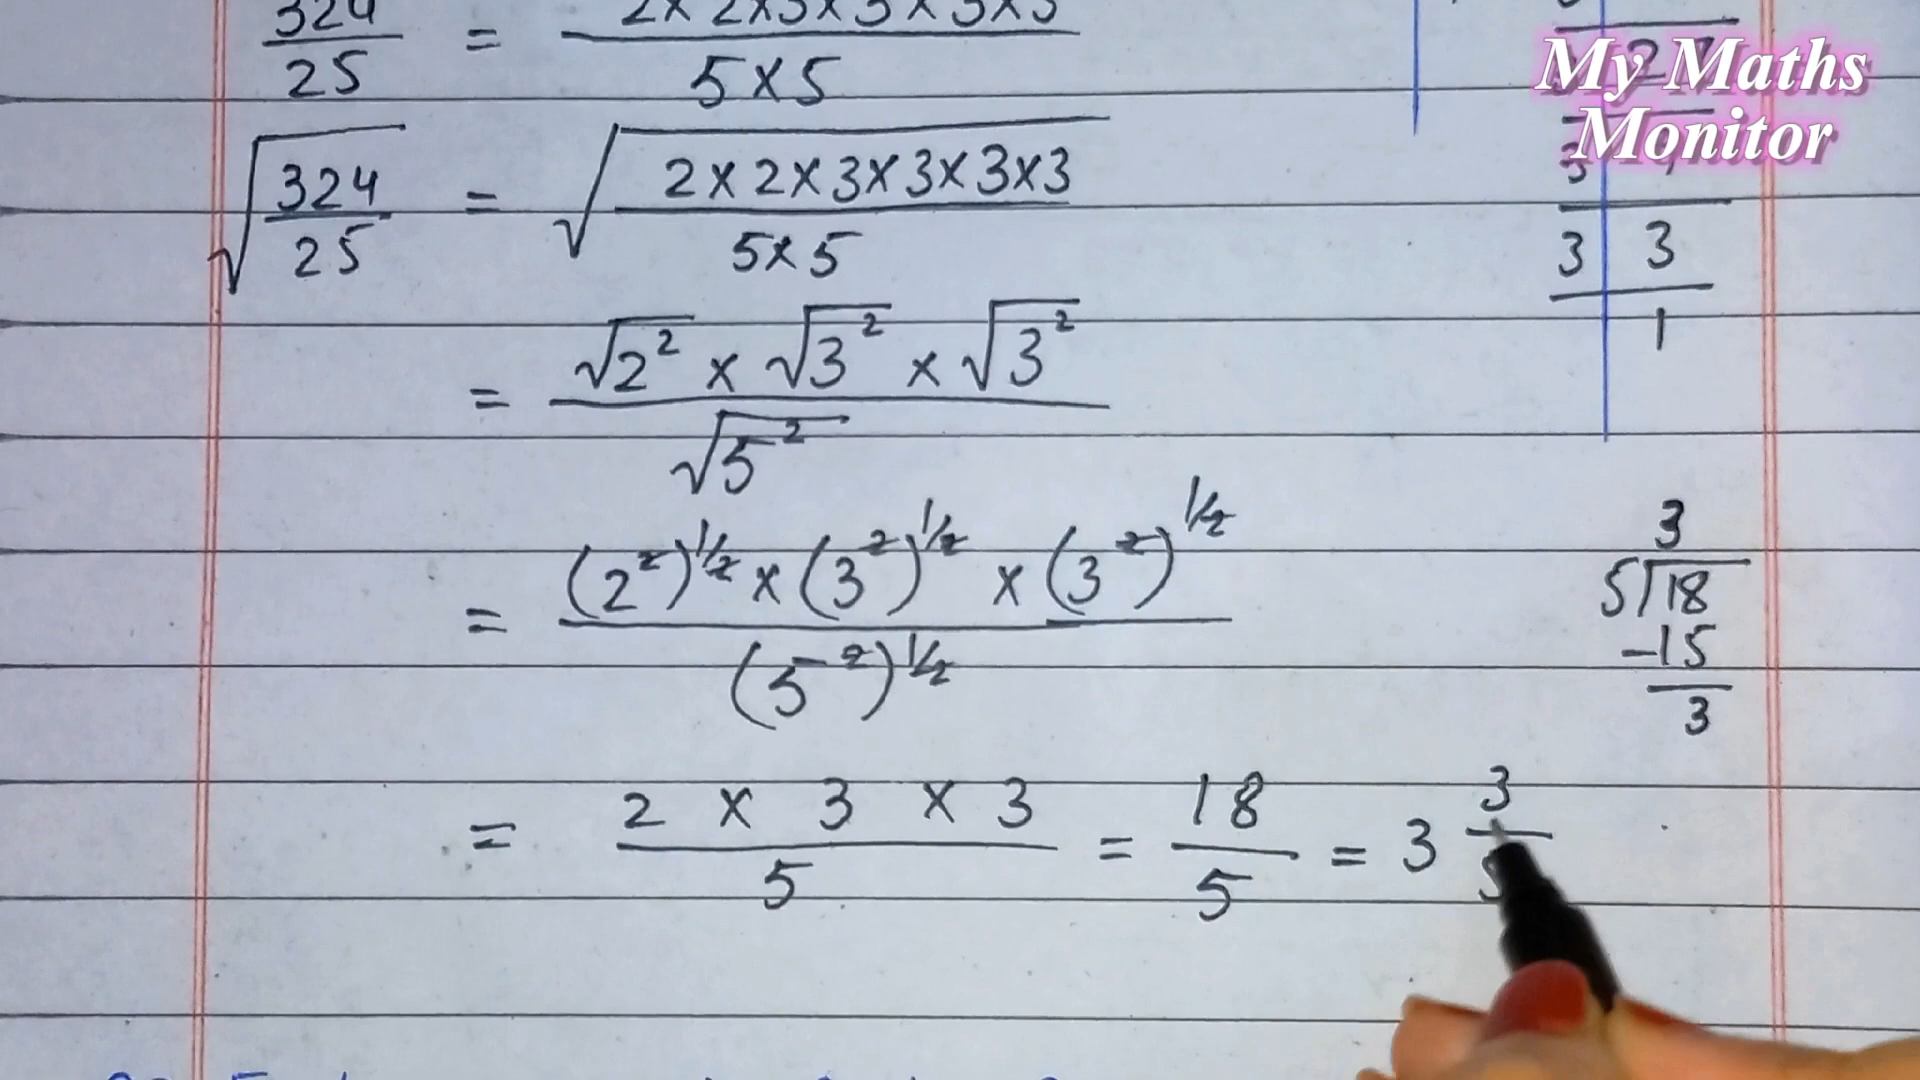 324/25 = 2×2×3×3×3×3 / 5×5
√(324/25) = √(2×2×3×3×3×3 / 5×5)
= √2² × √3² × √3² / √5²
= (2²)^1/2 × (3²)^1/2 × (3²)^1/2 / (5²)^1/2
= 2 × 3 × 3 / 5 = 18/5 = 3 3/5
My Maths
Monitor
3 3
1
3
5)18
-15
3